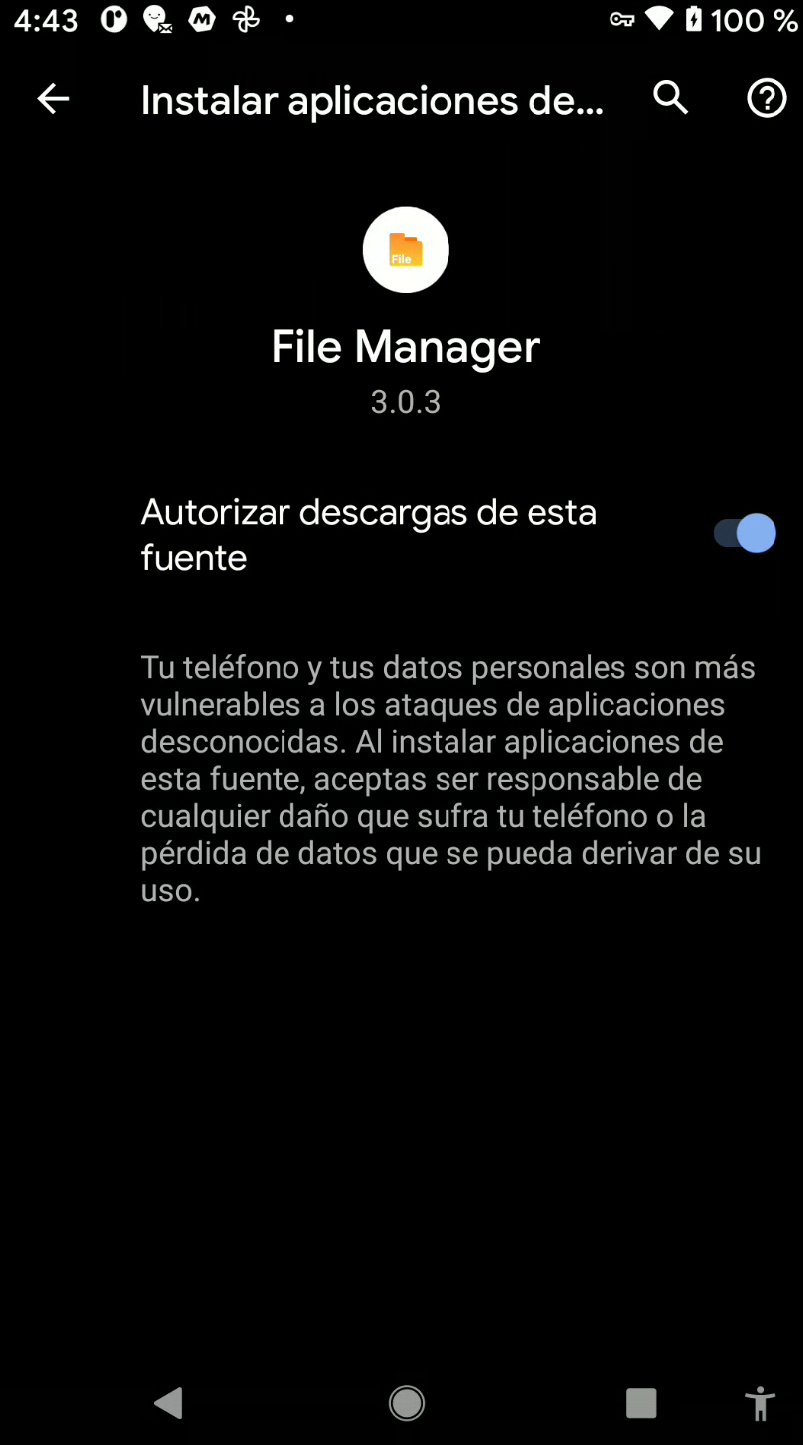 4:43 100 %
Instalar aplicaciones de...
File
File Manager
3.0.3
Autorizar descargas de esta
fuente
Tu teléfono y tus datos personales son más
vulnerables a los ataques de aplicaciones
desconocidas. Al instalar aplicaciones de
esta fuente, aceptas ser responsable de
cualquier daño que sufra tu teléfono o la
pérdida de datos que se pueda derivar de su
uso.